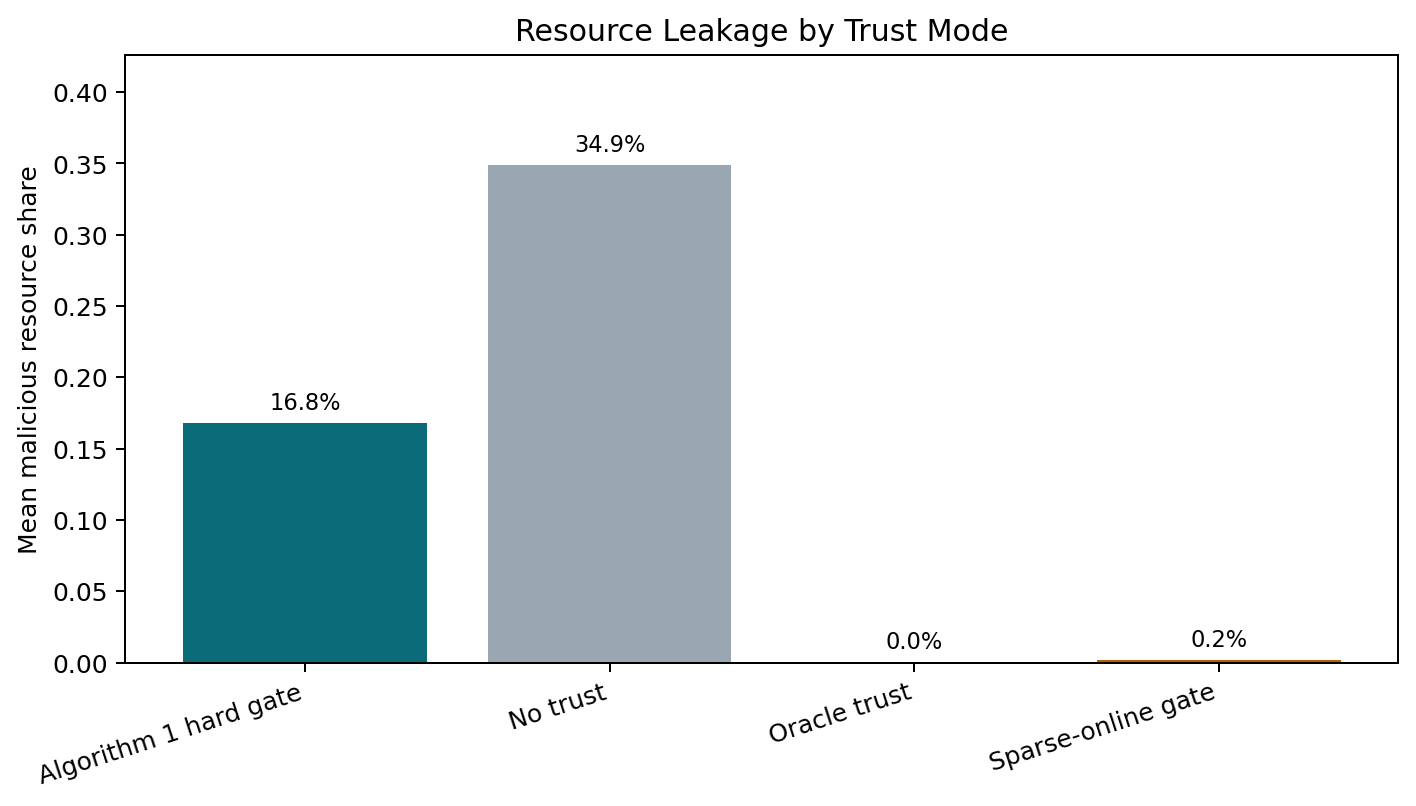 Resource Leakage by Trust Mode
Mean malicious resource share
0.40
0.35
0.30
0.25
0.20
0.15
0.10
0.05
0.00
16.8%
34.9%
0.0%
0.2%
Algorithm 1 hard gate
No trust
Oracle trust
Sparse-online gate